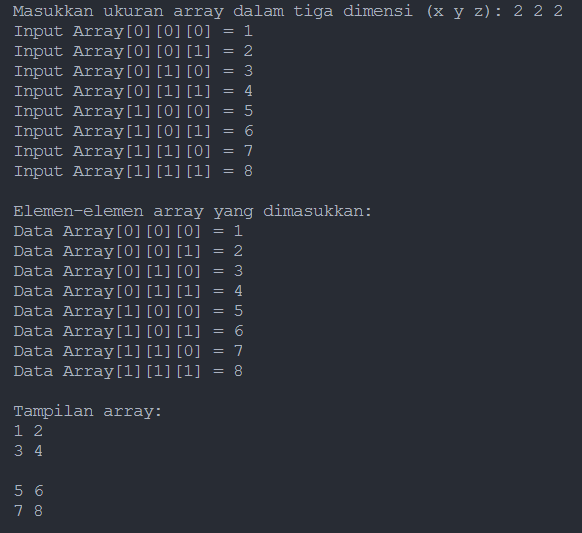 Masukkan ukuran array dalam tiga dimensi (x y z): 2 2 2
Input Array[0][0][0] = 1
Input Array[0][0][1] = 2
Input Array[0][1][0] = 3
Input Array[0][1][1] = 4
Input Array[1][0][0] = 5
Input Array[1][0][1] = 6
Input Array[1][1][0] = 7
Input Array[1][1][1] = 8
Elemen-elemen array yang dimasukkan:
Data Array[0][0][0] = 1
Data Array[0][0][1] = 2
Data Array[0][1][0] = 3
Data Array[0][1][1] = 4
Data Array[1][0][0] = 5
Data Array[1][0][1] = 6
Data Array[1][1][0] = 7
Data Array[1][1][1] = 8
Tampilan array:
1 2
3 4
5 6
7 8